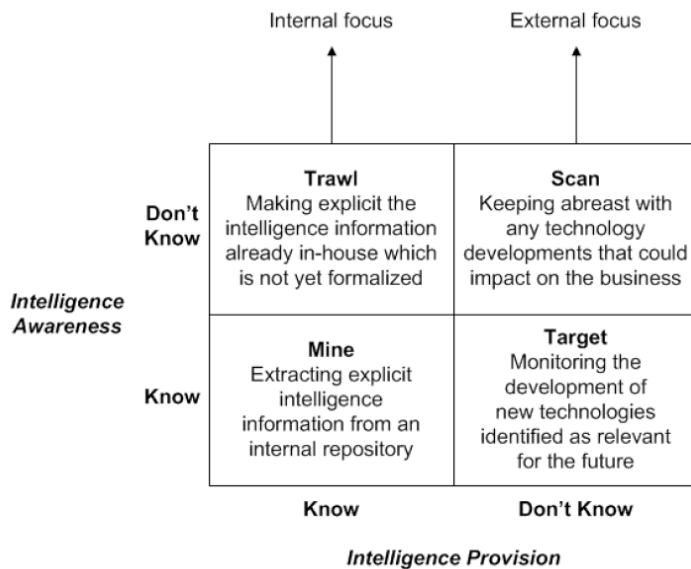 Internal focus
External focus
Trawl
Making explicit the
intelligence information
already in-house which
is not yet formalized
Scan
Keeping abreast with
any technology
developments that could
impact on the business
Don't
Know
Intelligence
Awareness
Mine
Extracting explicit
intelligence
information from an
internal repository
Target
Monitoring the
development of
new technologies
identified as relevant
for the future
Know
Know
Don't Know
Intelligence Provision